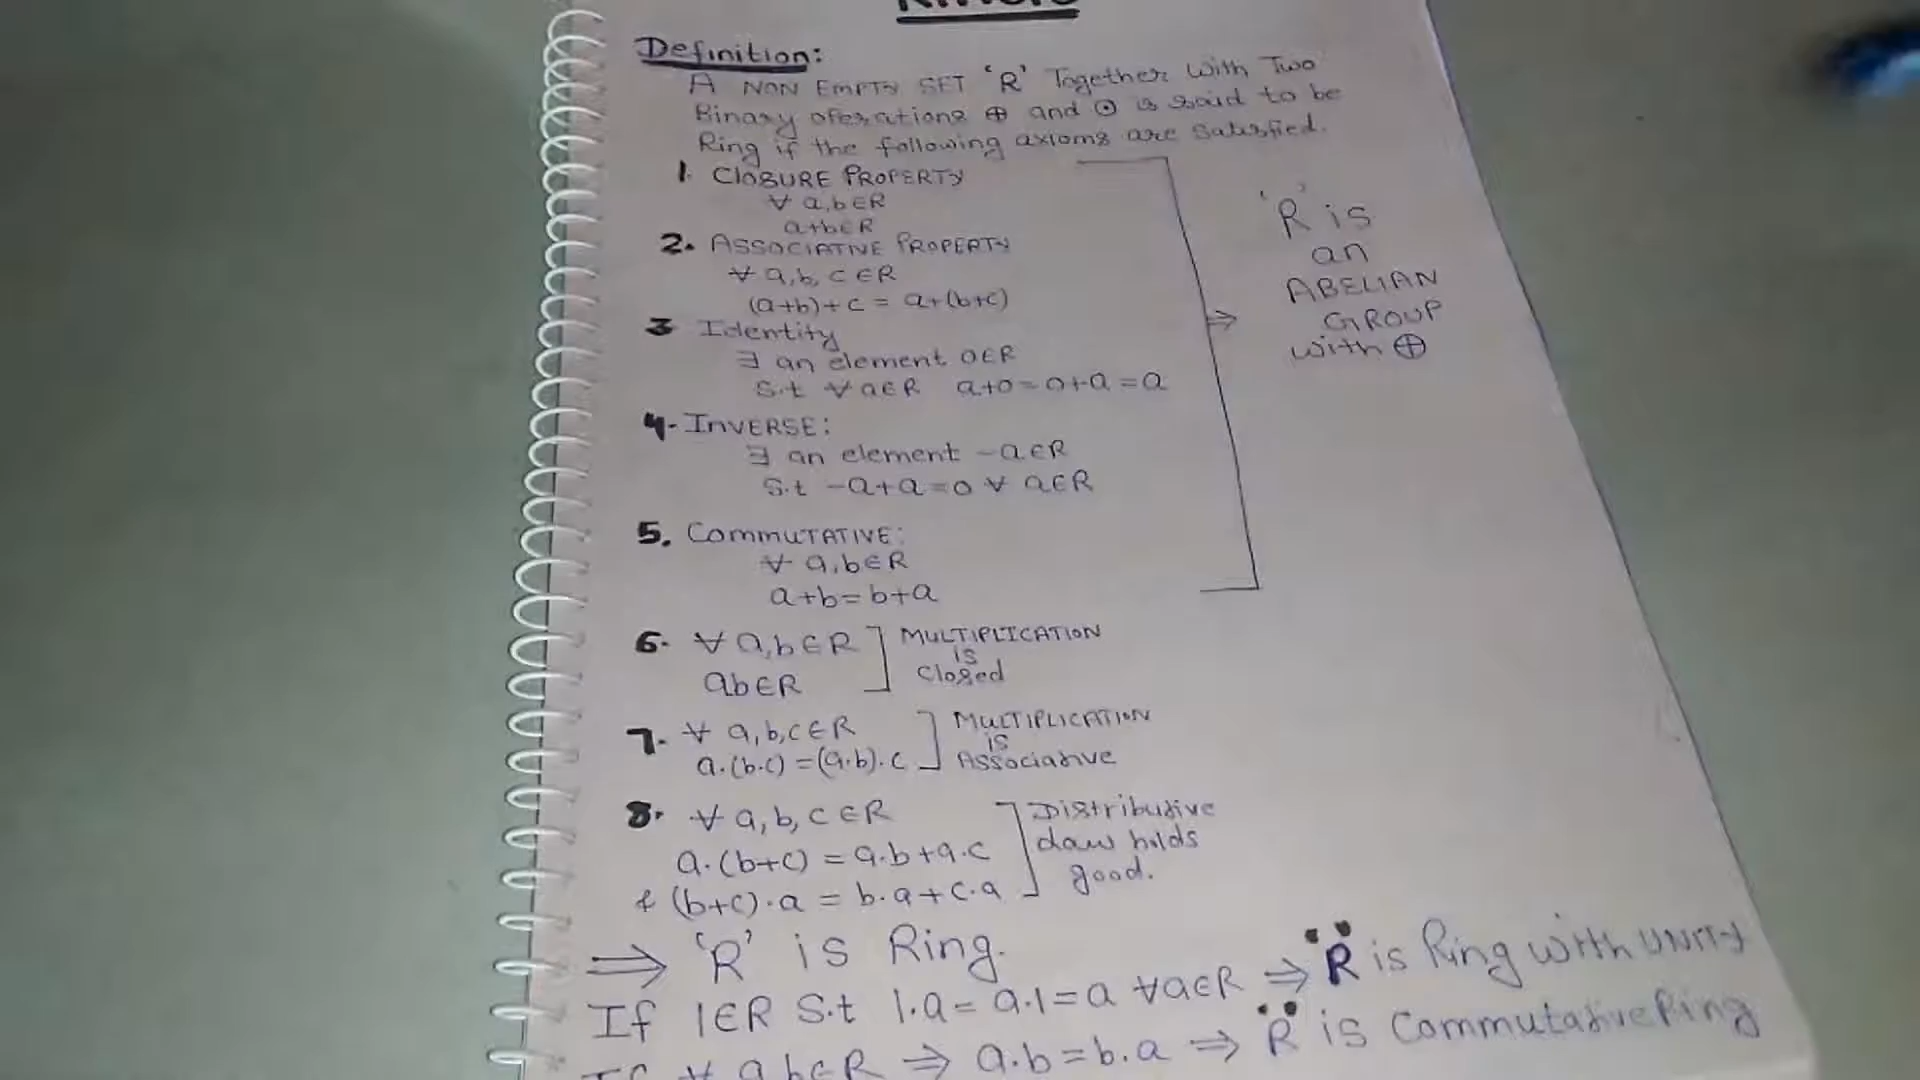 Definition:
A NON EMPTY SET 'R' Together With Two
Binary operations ⊕ and ⊙ is said to be
Ring if the following axioms are satisfied.
1. CLOSURE PROPERTY
∀ a,b∈R
a+b∈R
2. ASSOCIATIVE PROPERTY
∀ a,b,c∈R
(a+b)+c = a+(b+c)
3 Identity
∃ an element 0∈R
S.t ∀a∈R a+0=0+a=a
4- INVERSE:
∃ an element -a∈R
S.t -a+a=0 ∀ a∈R
5. COMMUTATIVE:
∀ a,b∈R
a+b=b+a
'R' is
an
ABELIAN
GROUP
with ⊕
6- ∀ a,b∈R MULTIPLICATION
is
ab∈R closed
7- ∀ a,b,c∈R MULTIPLICATION
is
a.(b.c) = (a.b).c Associative
8. ∀ a,b,c∈R Distributive
a.(b+c) = a.b+a.c law holds
& (b+c).a = b.a+c.a good.
⇒ 'R' is Ring.
If 1∈R S.t 1.a=a.1=a ∀a∈R ⇒ R is Ring with UNITY
If ∀ a,b∈R ⇒ a.b=b.a ⇒ R is Commutative Ring